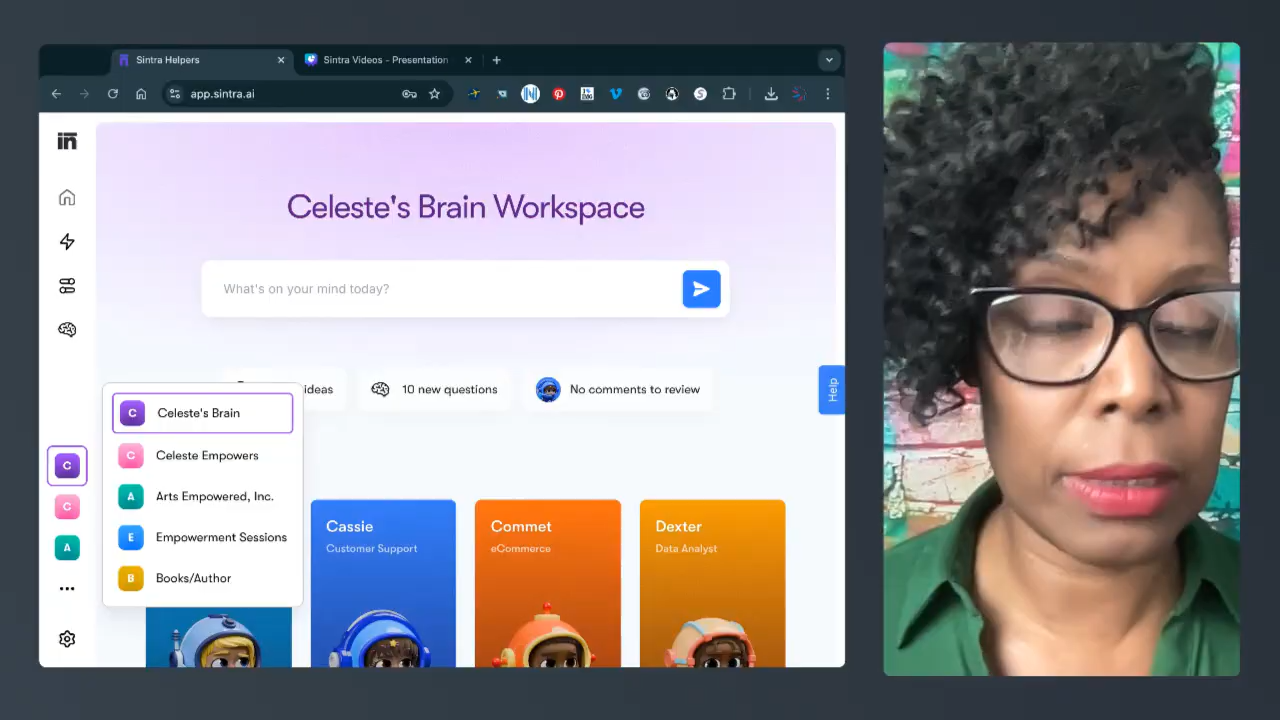 Sintra Helpers
Sintra Videos - Presentation
app.sintra.ai
in
Celeste's Brain Workspace
What's on your mind today?
ideas
10 new questions
No comments to review
Help
C Celeste's Brain
C Celeste Empowers
A Arts Empowered, Inc.
E Empowerment Sessions
B Books/Author
C
C
A
Cassie
Customer Support
Commet
eCommerce
Dexter
Data Analyst